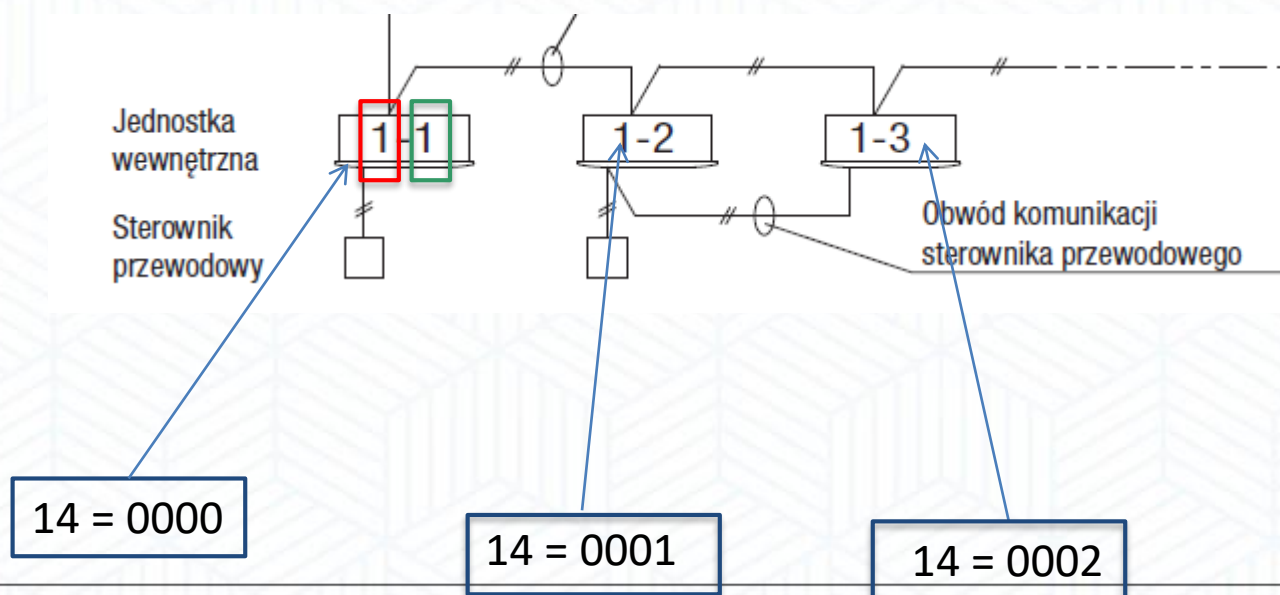 Jednostka
wewnętrzna
1-1
1-2
1-3
Sterownik
przewodowy
Obwód komunikacji
sterownika przewodowego
14 = 0000
14 = 0001
14 = 0002